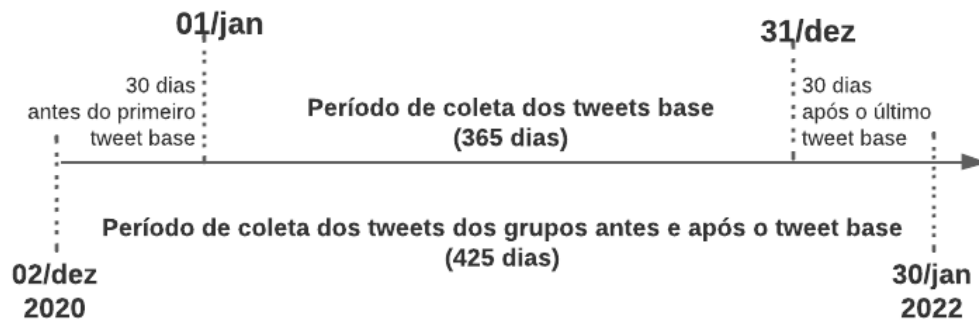 01/jan
31/dez
30 dias
antes do primeiro
tweet base
Período de coleta dos tweets base
(365 dias)
30 dias
após o último
tweet base
Período de coleta dos tweets dos grupos antes e após o tweet base
(425 dias)
02/dez
2020
30/jan
2022